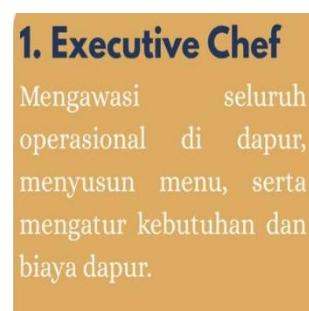 1. Executive Chef
Mengawasi seluruh
operasional di dapur,
menyusun menu, serta
mengatur kebutuhan dan
biaya dapur.